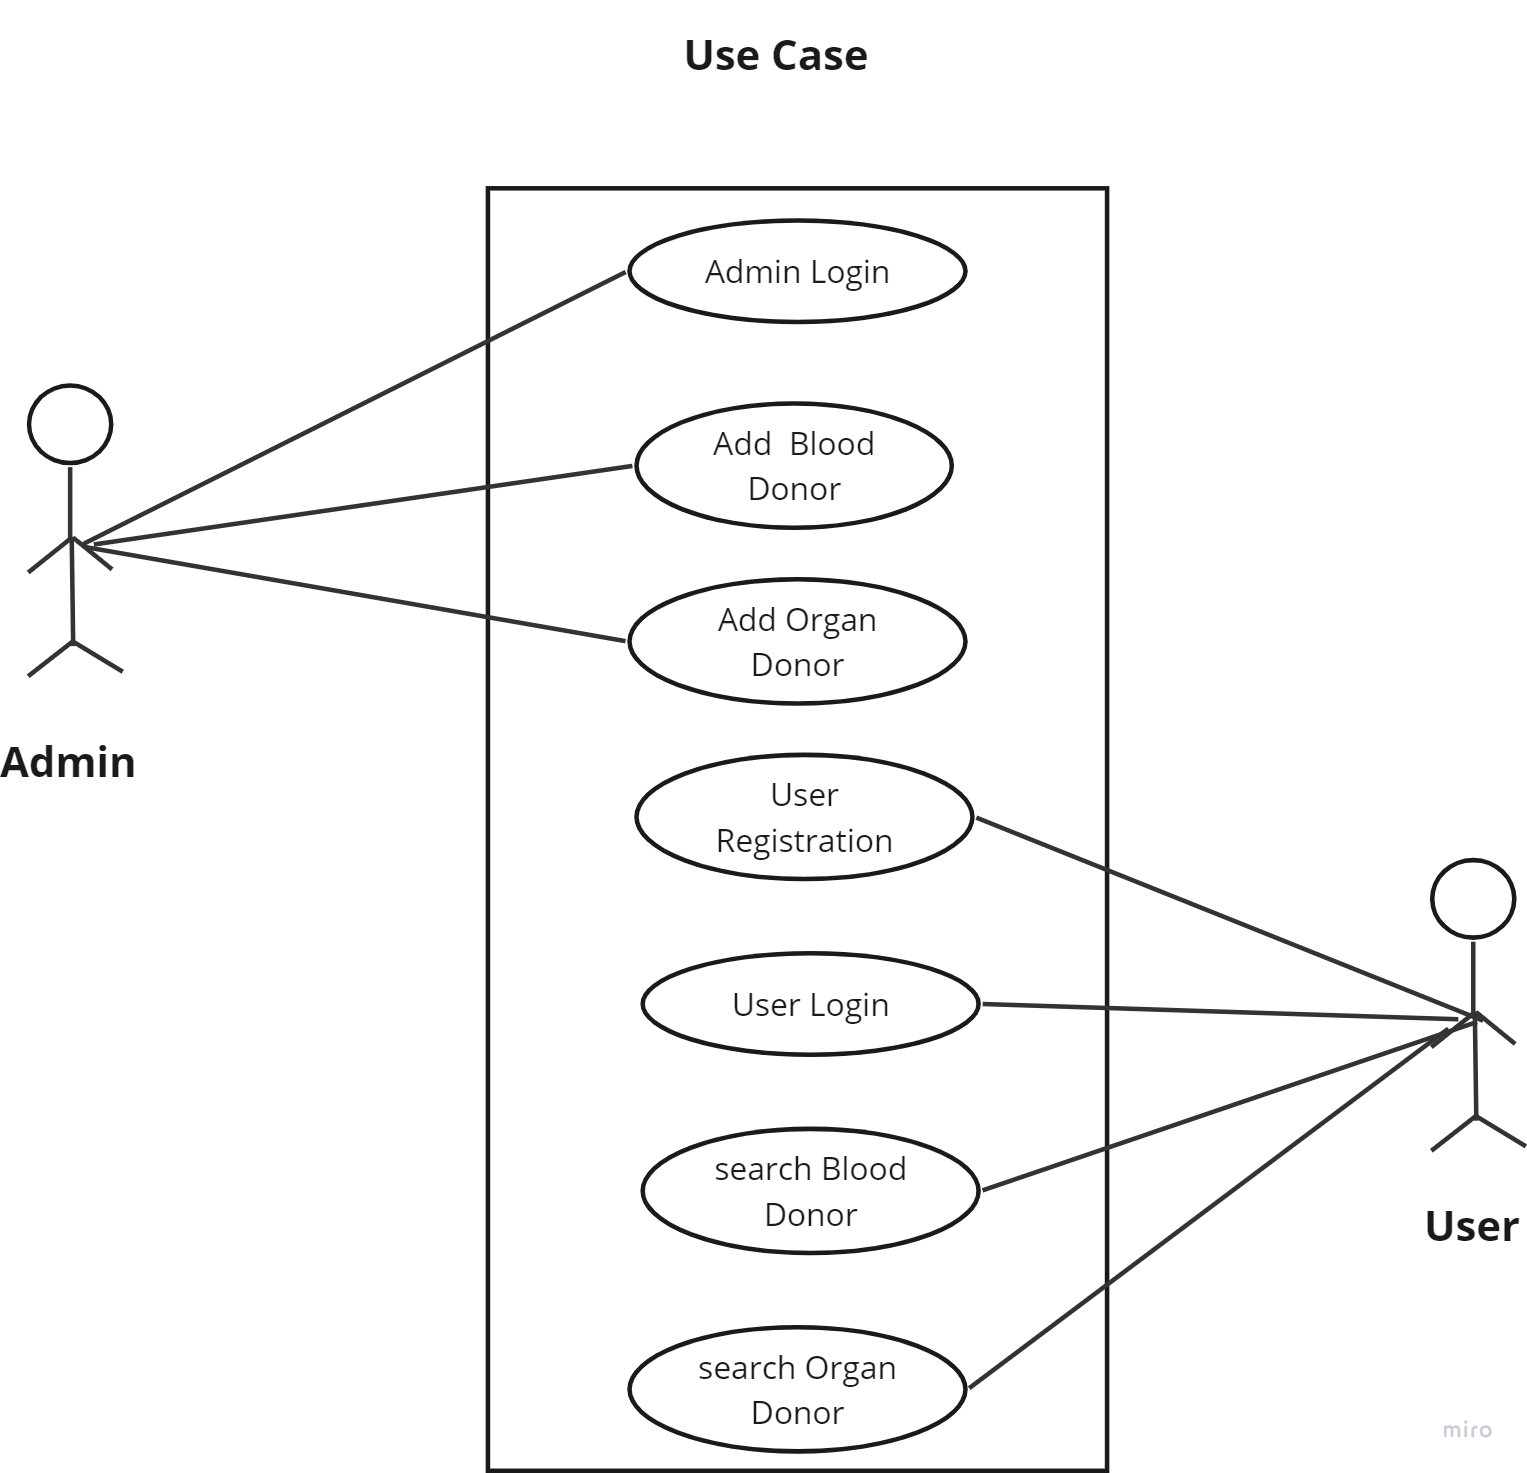 Use Case
Admin Login
Add  Blood
Donor
Add Organ
Donor
Admin
User
Registration
User Login
search Blood
Donor
User
search Organ
Donor
miro